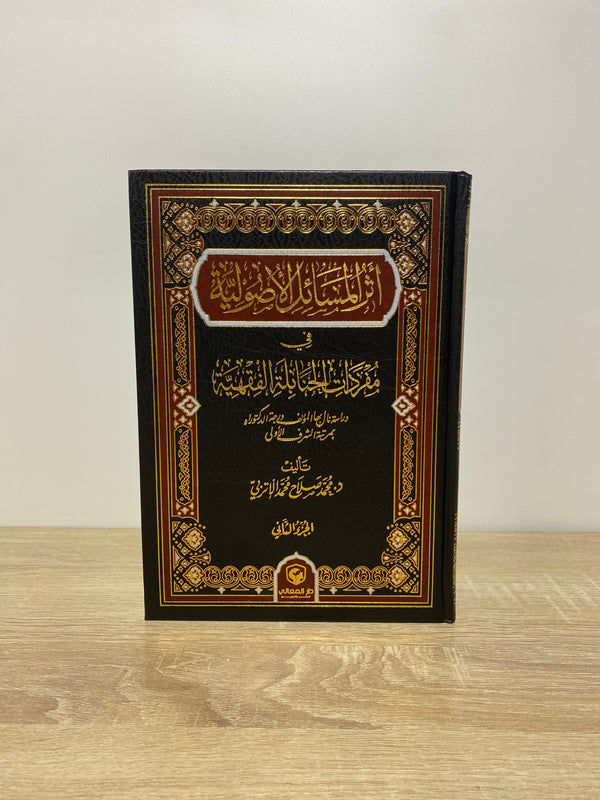 أثر المسائل الأصولية
في
مفردات الحنابلة الفقهية
دراسة نال بها المؤلف درجة الدكتوراه
بمرتبة الشرف الأولى
تأليف
د. محمد صلاح محمد الإتربي
الجزء الثاني
دار المعالي